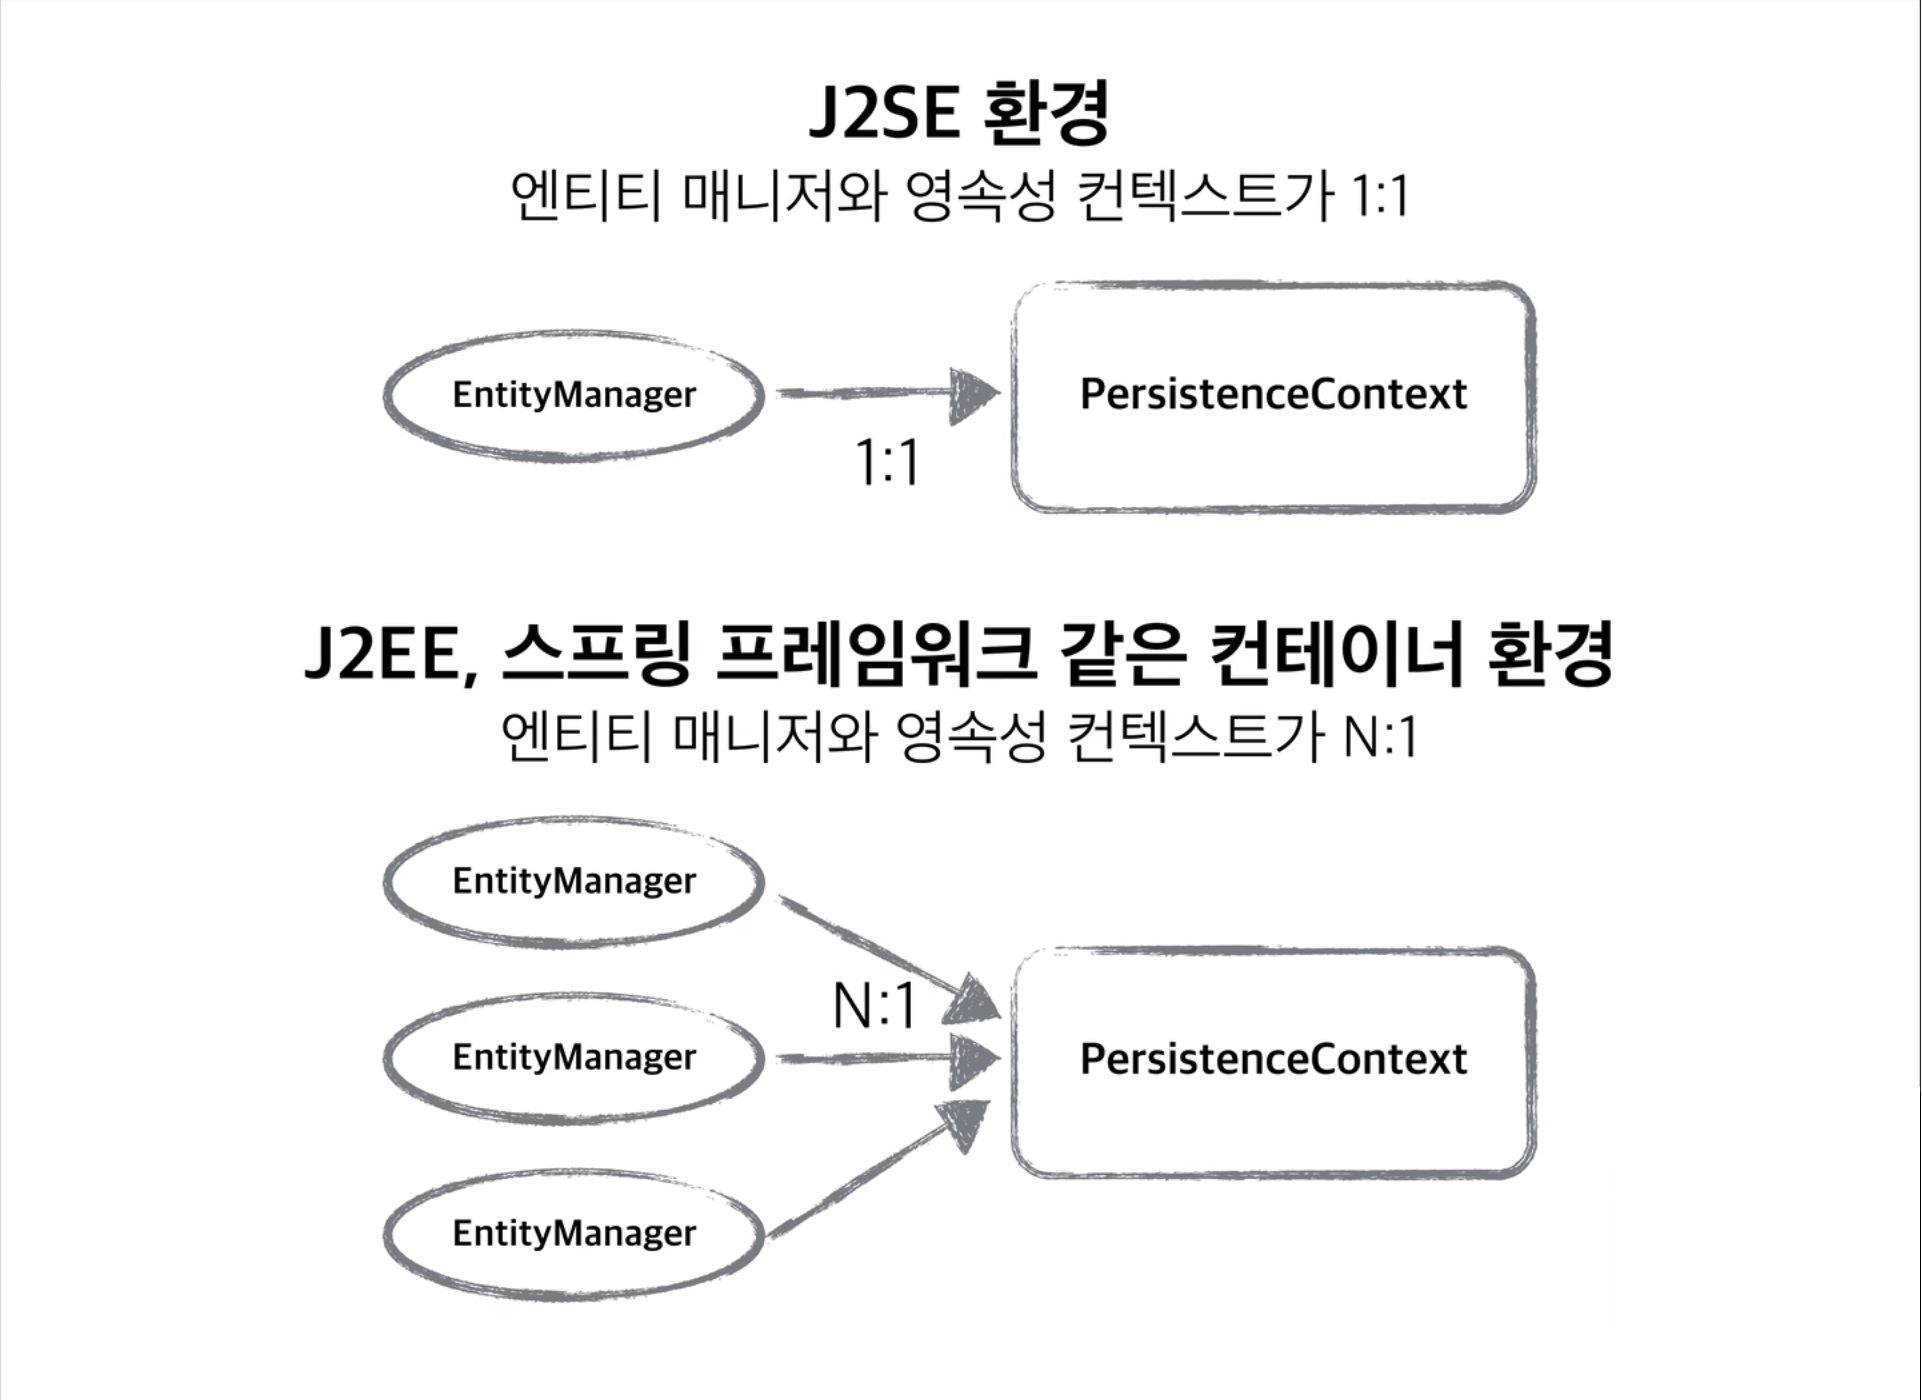 J2SE 환경
엔티티 매니저와 영속성 컨텍스트가 1:1
EntityManager
1:1
PersistenceContext
J2EE, 스프링 프레임워크 같은 컨테이너 환경
엔티티 매니저와 영속성 컨텍스트가 N:1
EntityManager
N:1
EntityManager
PersistenceContext
EntityManager